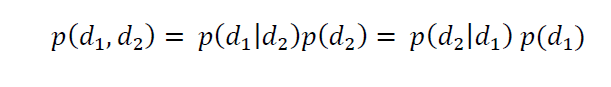 p(d₁, d₂) = p(d₁|d₂)p(d₂) = p(d₂|d₁) p(d₁)